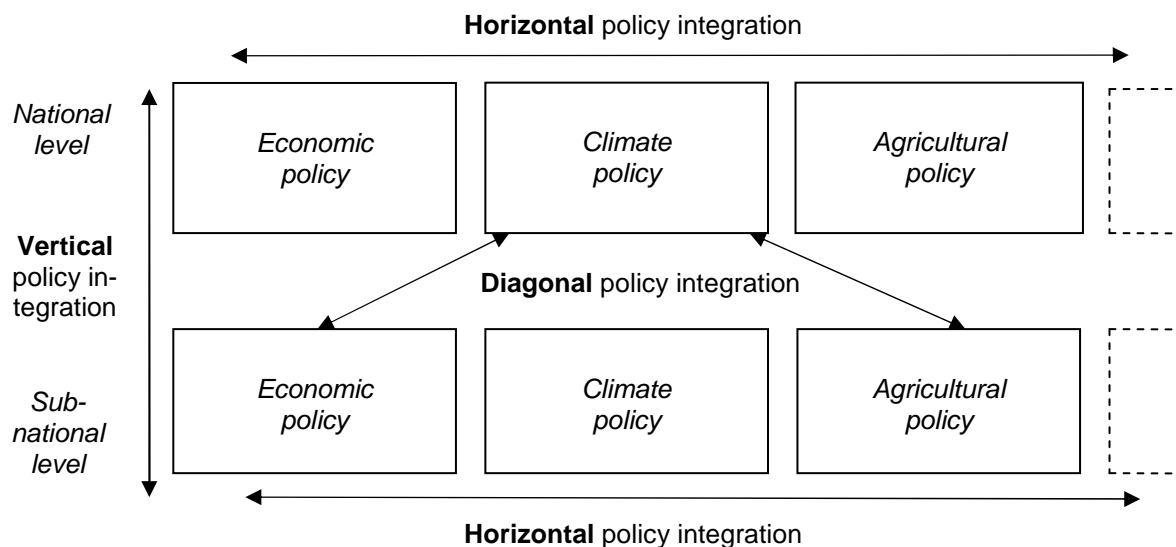 Horizontal policy integration
National
level
Economic
policy
Climate
policy
Agricultural
policy
Vertical
policy in-
tegration
Diagonal policy integration
Sub-
national
level
Economic
policy
Climate
policy
Agricultural
policy
Horizontal policy integration